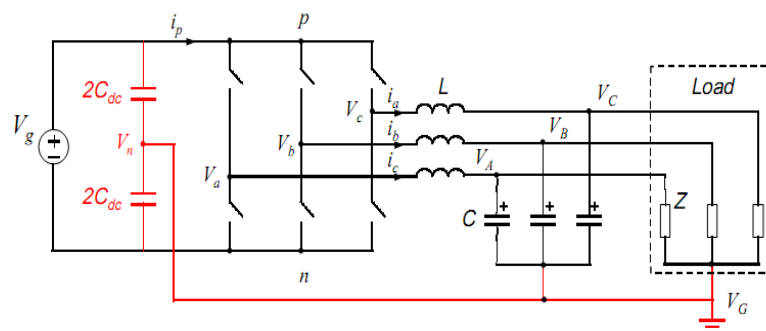 i_p
p
2C_dc
L
i_a
V_C
Load
V_c
V_B
V_g
V_n
V_b
i_b
i_c
V_A
V_a
2C_dc
C
Z
n
V_G